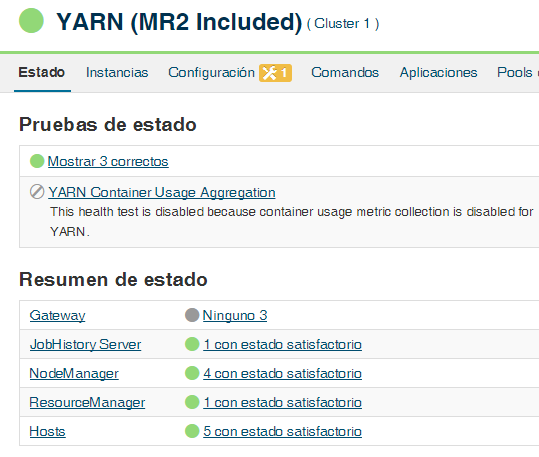 YARN (MR2 Included) ( Cluster 1 )
Estado Instancias Configuración 1 Comandos Aplicaciones Pools
Pruebas de estado
Mostrar 3 correctos
YARN Container Usage Aggregation
This health test is disabled because container usage metric collection is disabled for
YARN.
Resumen de estado
Gateway Ninguno 3
JobHistory Server 1 con estado satisfactorio
NodeManager 4 con estado satisfactorio
ResourceManager 1 con estado satisfactorio
Hosts 5 con estado satisfactorio